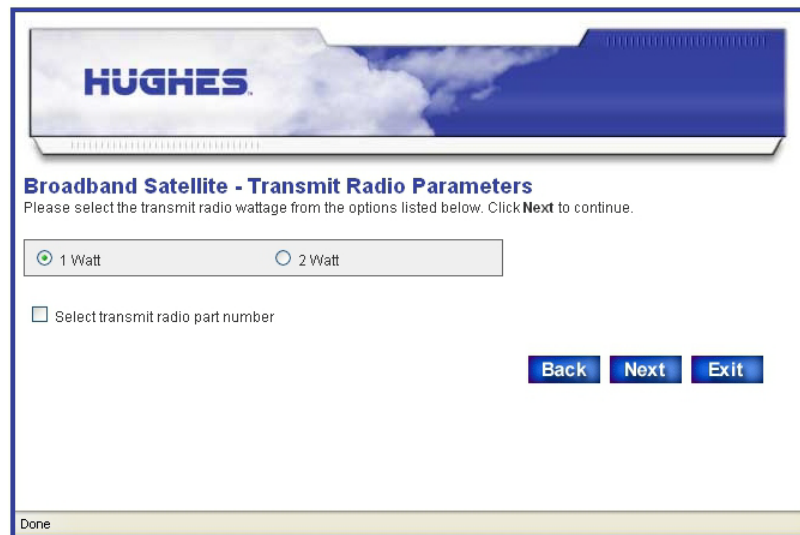 HUGHES
Broadband Satellite - Transmit Radio Parameters
Please select the transmit radio wattage from the options listed below. Click Next to continue.
1 Watt 2 Watt
Select transmit radio part number
Back Next Exit
Done